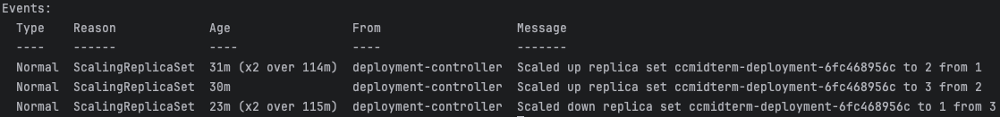 Events:
Type Reason Age From Message
---- ------ ---- ---- -------
Normal ScalingReplicaSet 31m (x2 over 114m) deployment-controller Scaled up replica set ccmidterm-deployment-6fc468956c to 2 from 1
Normal ScalingReplicaSet 30m deployment-controller Scaled up replica set ccmidterm-deployment-6fc468956c to 3 from 2
Normal ScalingReplicaSet 23m (x2 over 115m) deployment-controller Scaled down replica set ccmidterm-deployment-6fc468956c to 1 from 3